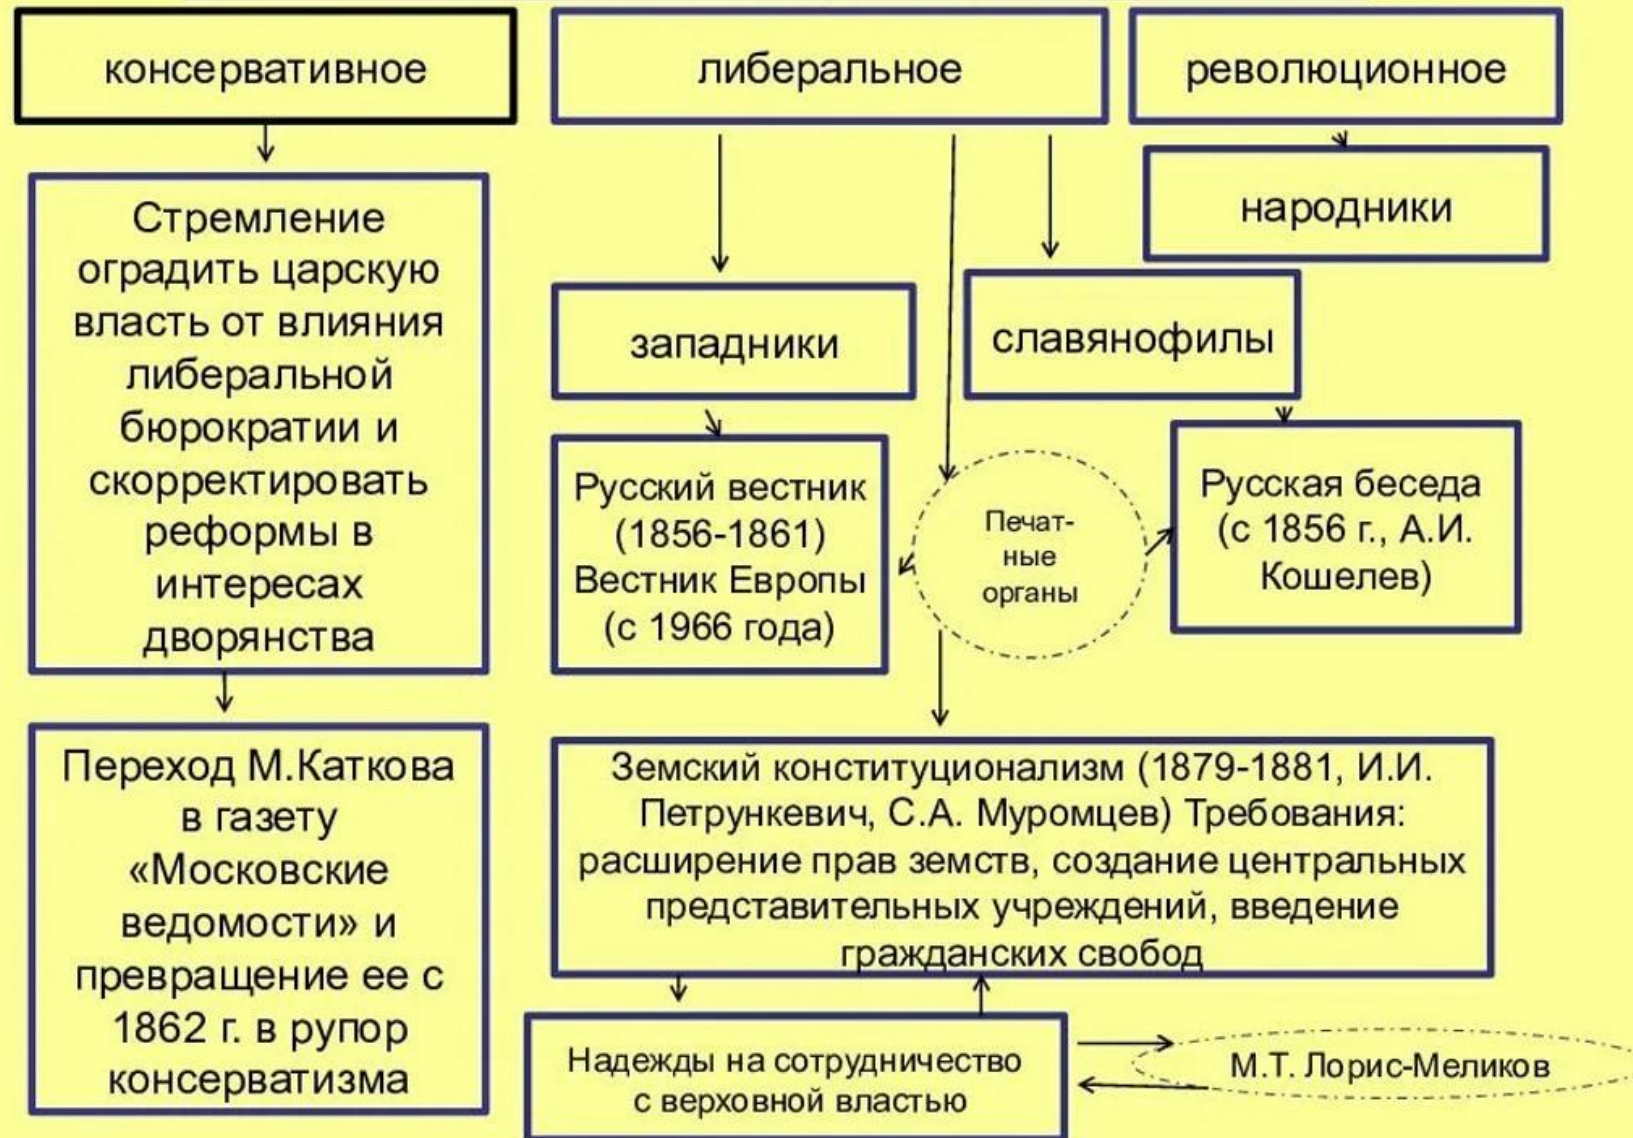 консервативное
либеральное
революционное
народники
Стремление
оградить царскую
власть от влияния
либеральной
бюрократии и
скорректировать
реформы в
интересах
дворянства
западники
славянофилы
Русский вестник
(1856-1861)
Вестник Европы
(с 1966 года)
Печат-
ные
органы
Русская беседа
(с 1856 г., А.И.
Кошелев)
Переход М.Каткова
в газету
«Московские
ведомости» и
превращение ее с
1862 г. в рупор
консерватизма
Земский конституционализм (1879-1881, И.И.
Петрункевич, С.А. Муромцев) Требования:
расширение прав земств, создание центральных
представительных учреждений, введение
гражданских свобод
Надежды на сотрудничество
с верховной властью
М.Т. Лорис-Меликов